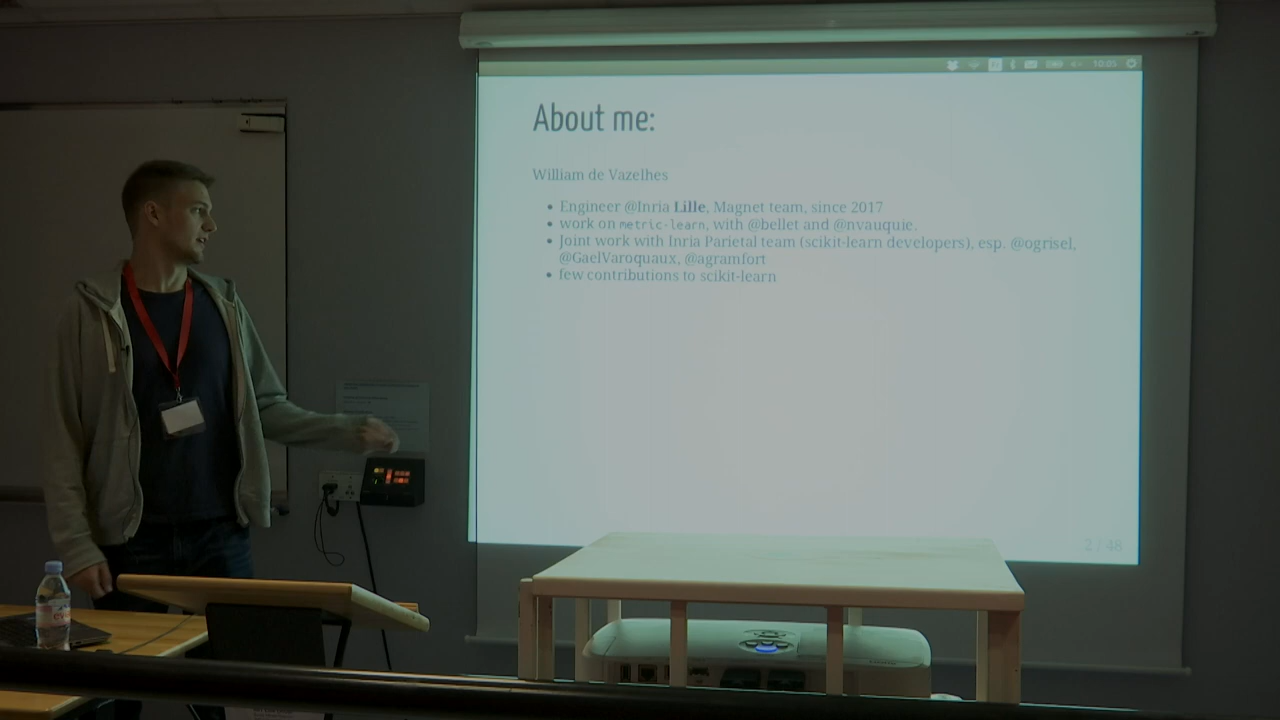 10:05
About me:
William de Vazelhes
• Engineer @Inria Lille, Magnet team, since 2017
• work on metric-learn, with @bellet and @nvauquie.
• Joint work with Inria Parietal team (scikit-learn developers), esp. @ogrisel,
@GaelVaroquaux, @agramfort
• few contributions to scikit-learn
2 / 48